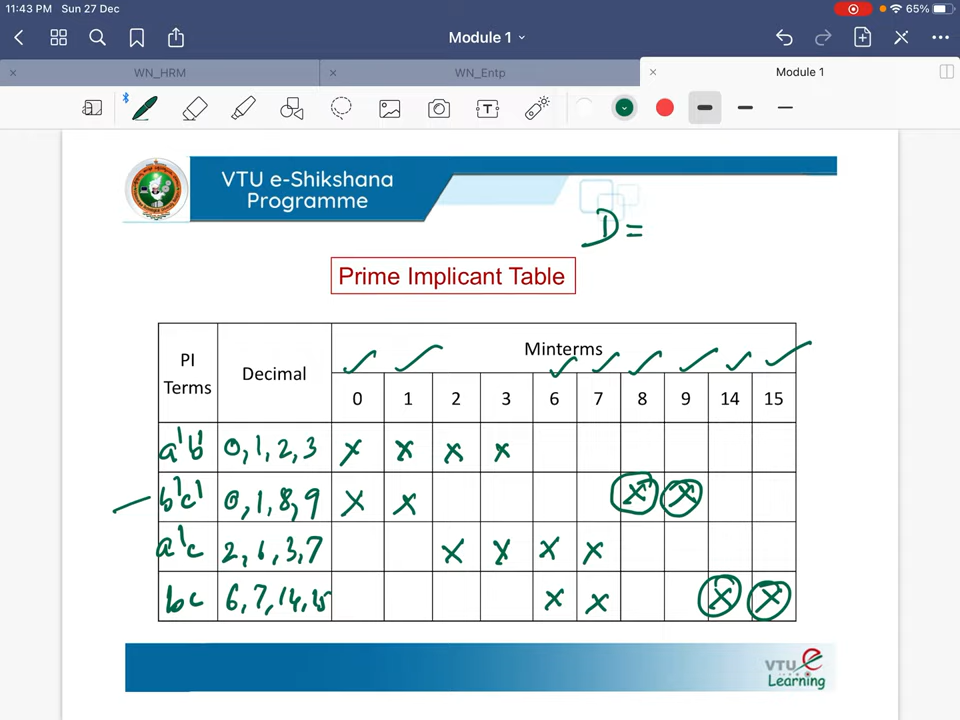 11:43 PM Sun 27 Dec 65%
Module 1
WN_HRM WN_Entp Module 1
VTU e-Shikshana
Programme
D =
Prime Implicant Table
PI Terms Decimal Minterms
0 1 2 3 6 7 8 9 14 15
a'b' 0, 1, 2, 3 x x x x
b'c' 0, 1, 8, 9 x x x x
a'c 2, 6, 3, 7 x x x x
bc 6, 7, 14, 15 x x x x
VTU e
Learning